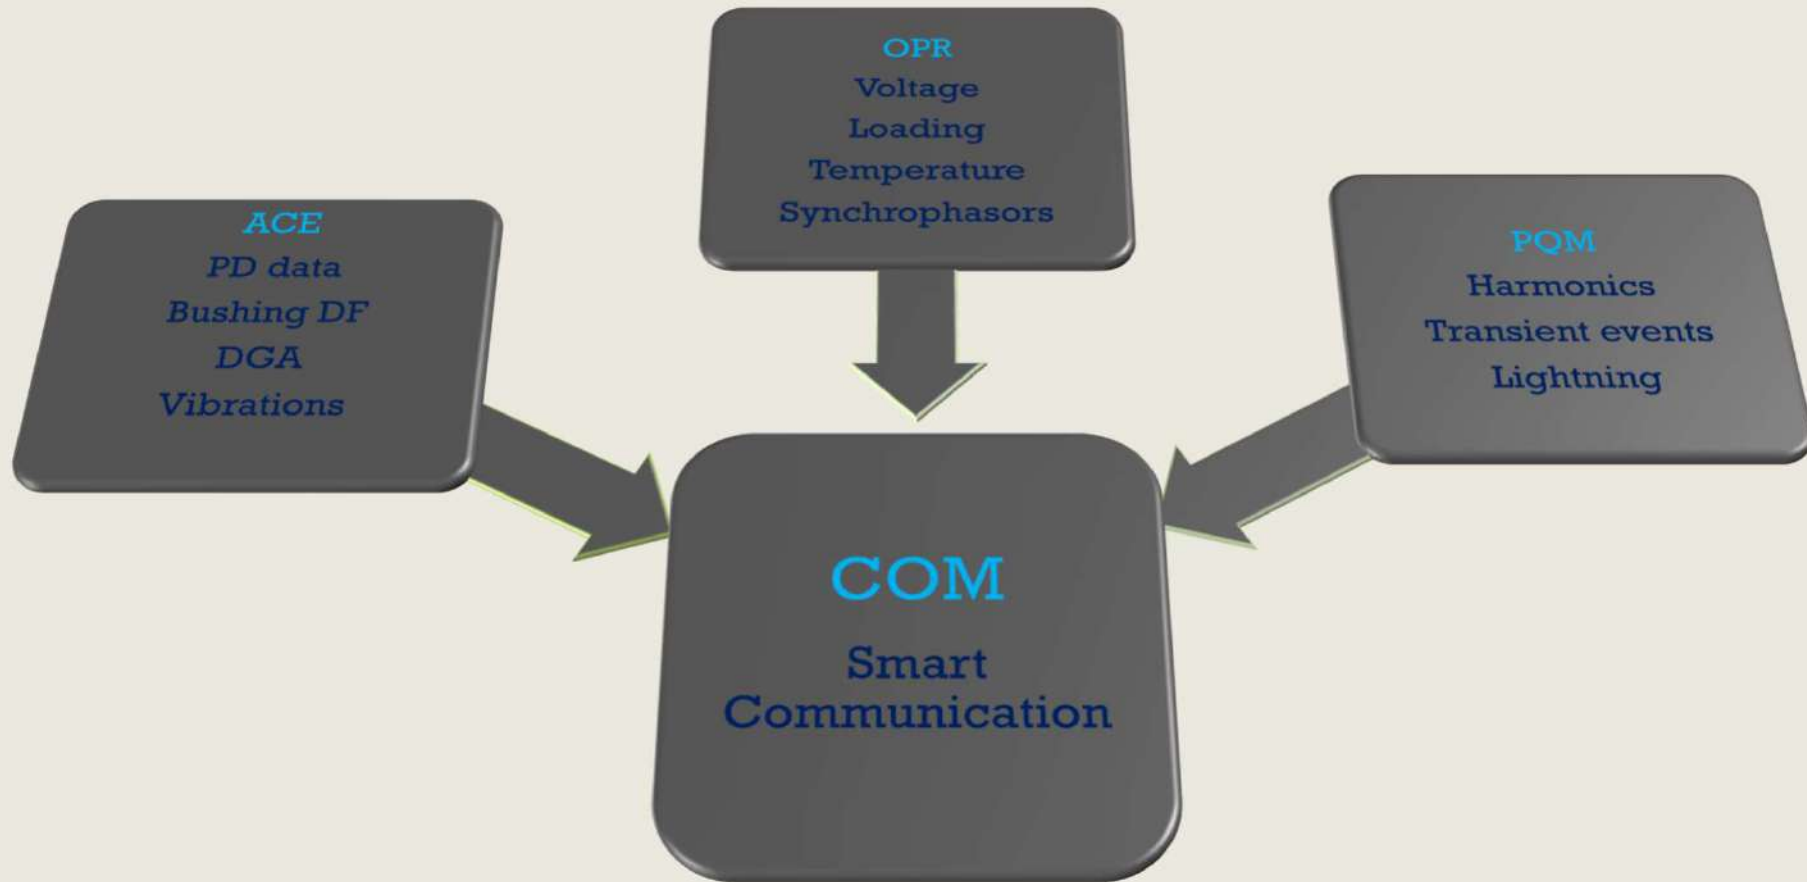 OPR
Voltage
Loading
Temperature
Synchrophasors
ACE
PD data
Bushing DF
DGA
Vibrations
PQM
Harmonics
Transient events
Lightning
COM
Smart
Communication